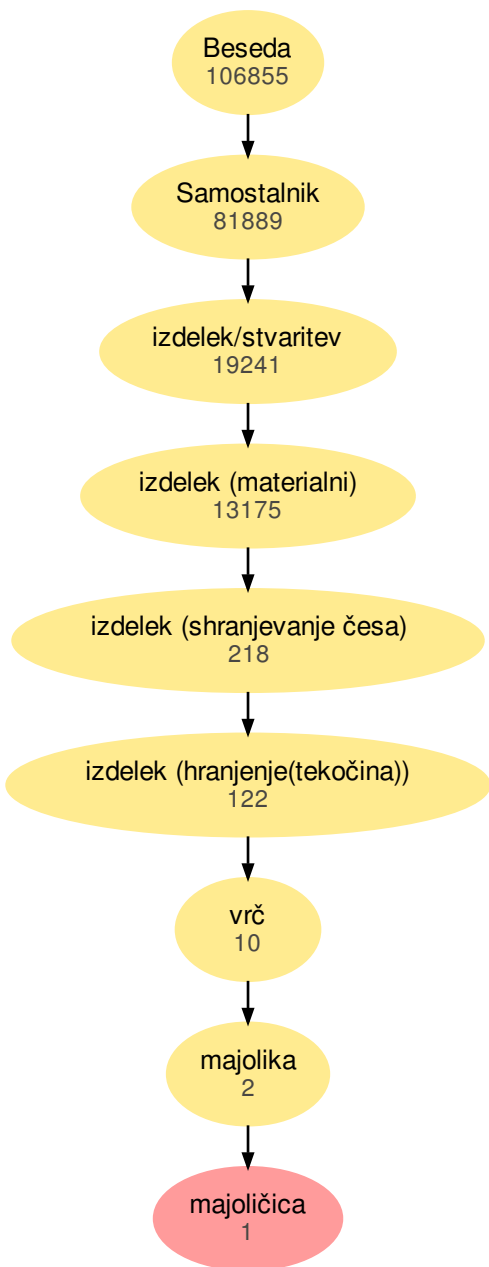 Beseda
106855
Samostalnik
81889
izdelek/stvaritev
19241
izdelek (materialni)
13175
izdelek (shranjevanje česa)
218
izdelek (hranjenje(tekočina))
122
vrč
10
majolika
2
majoličica
1